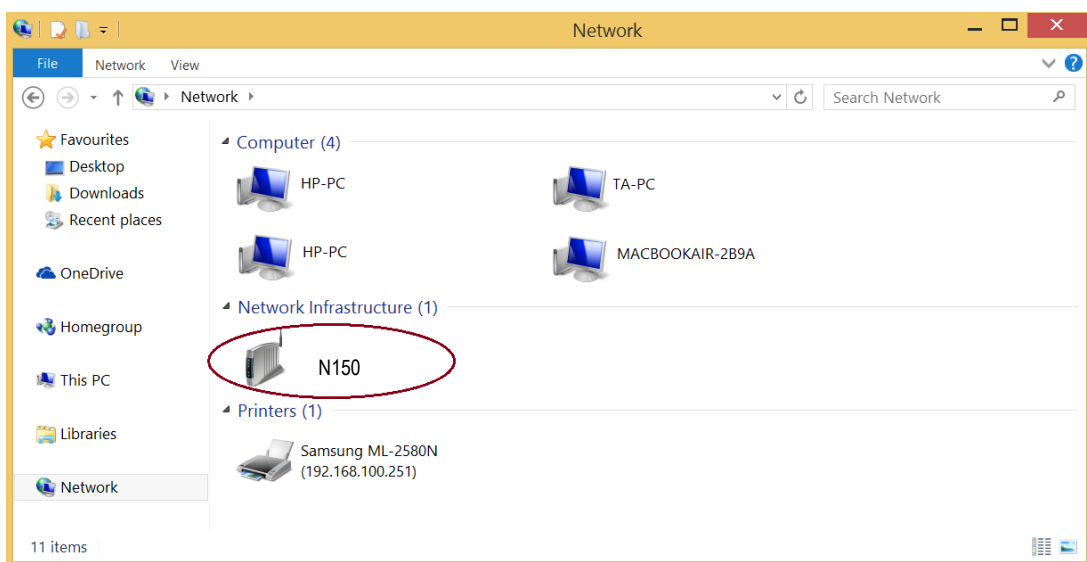 Network
File Network View
Network
Search Network
Favourites
Desktop
Downloads
Recent places
OneDrive
Homegroup
This PC
Libraries
Network
Computer (4)
HP-PC
TA-PC
HP-PC
MACBOOKAIR-2B9A
Network Infrastructure (1)
N150
Printers (1)
Samsung ML-2580N
(192.168.100.251)
11 items